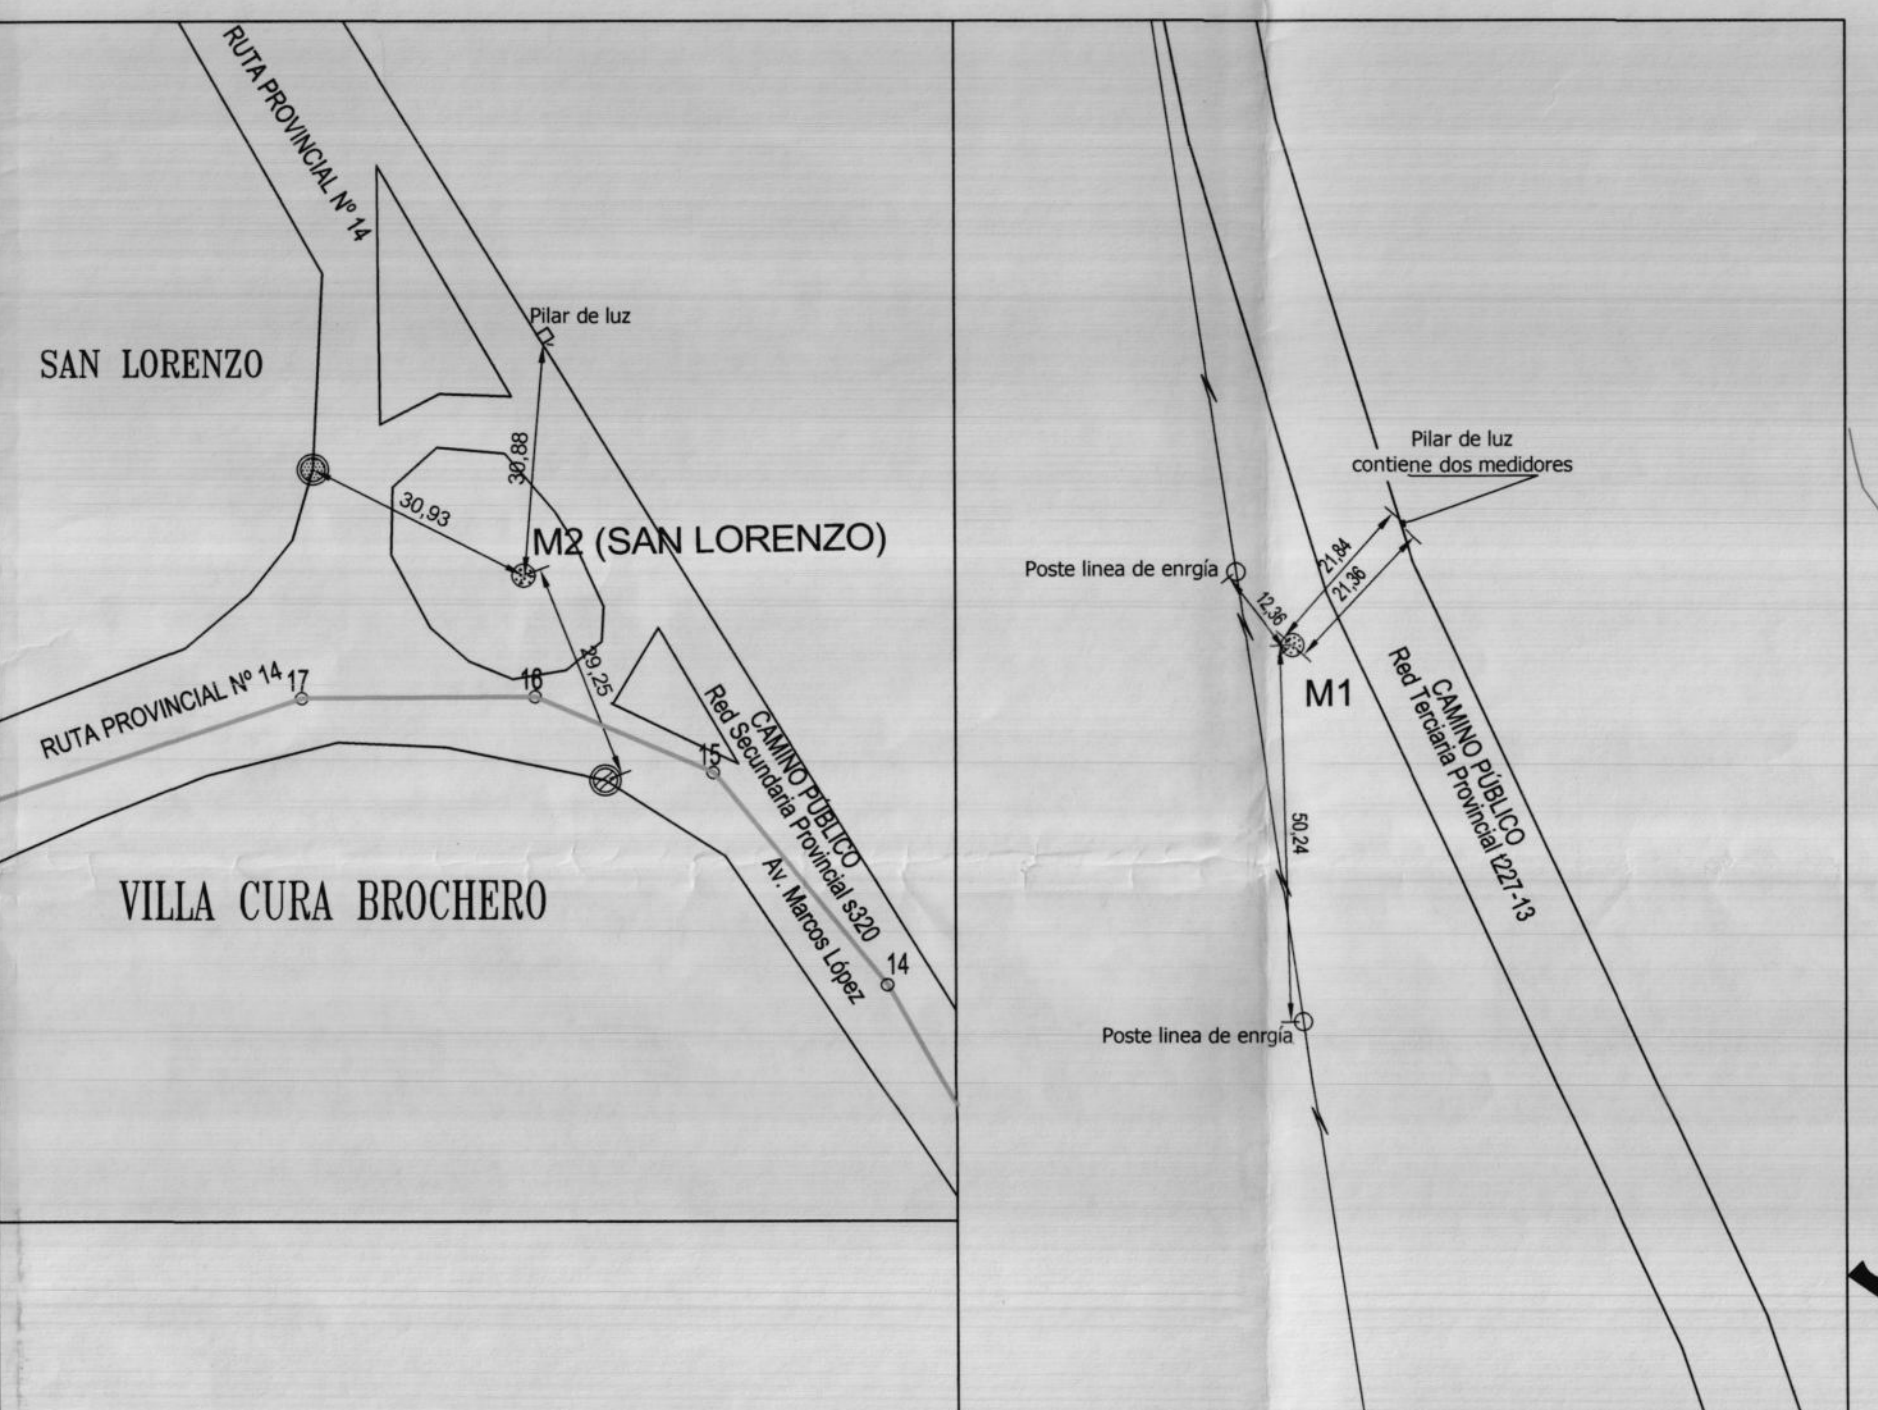 RUTA PROVINCIAL Nº 14
Pilar de luz
SAN LORENZO
30,88
30,93
M2 (SAN LORENZO)
29,25
RUTA PROVINCIAL Nº 14
17
16
15
14
CAMINO PÚBLICO
Red Secundaria Provincial s320
Av. Marcos López
VILLA CURA BROCHERO
Pilar de luz
contiene dos medidores
Poste linea de enrgía
21,84
21,36
12,36
M1
CAMINO PÚBLICO
Red Terciaria Provincial t227-13
50,24
Poste linea de enrgía